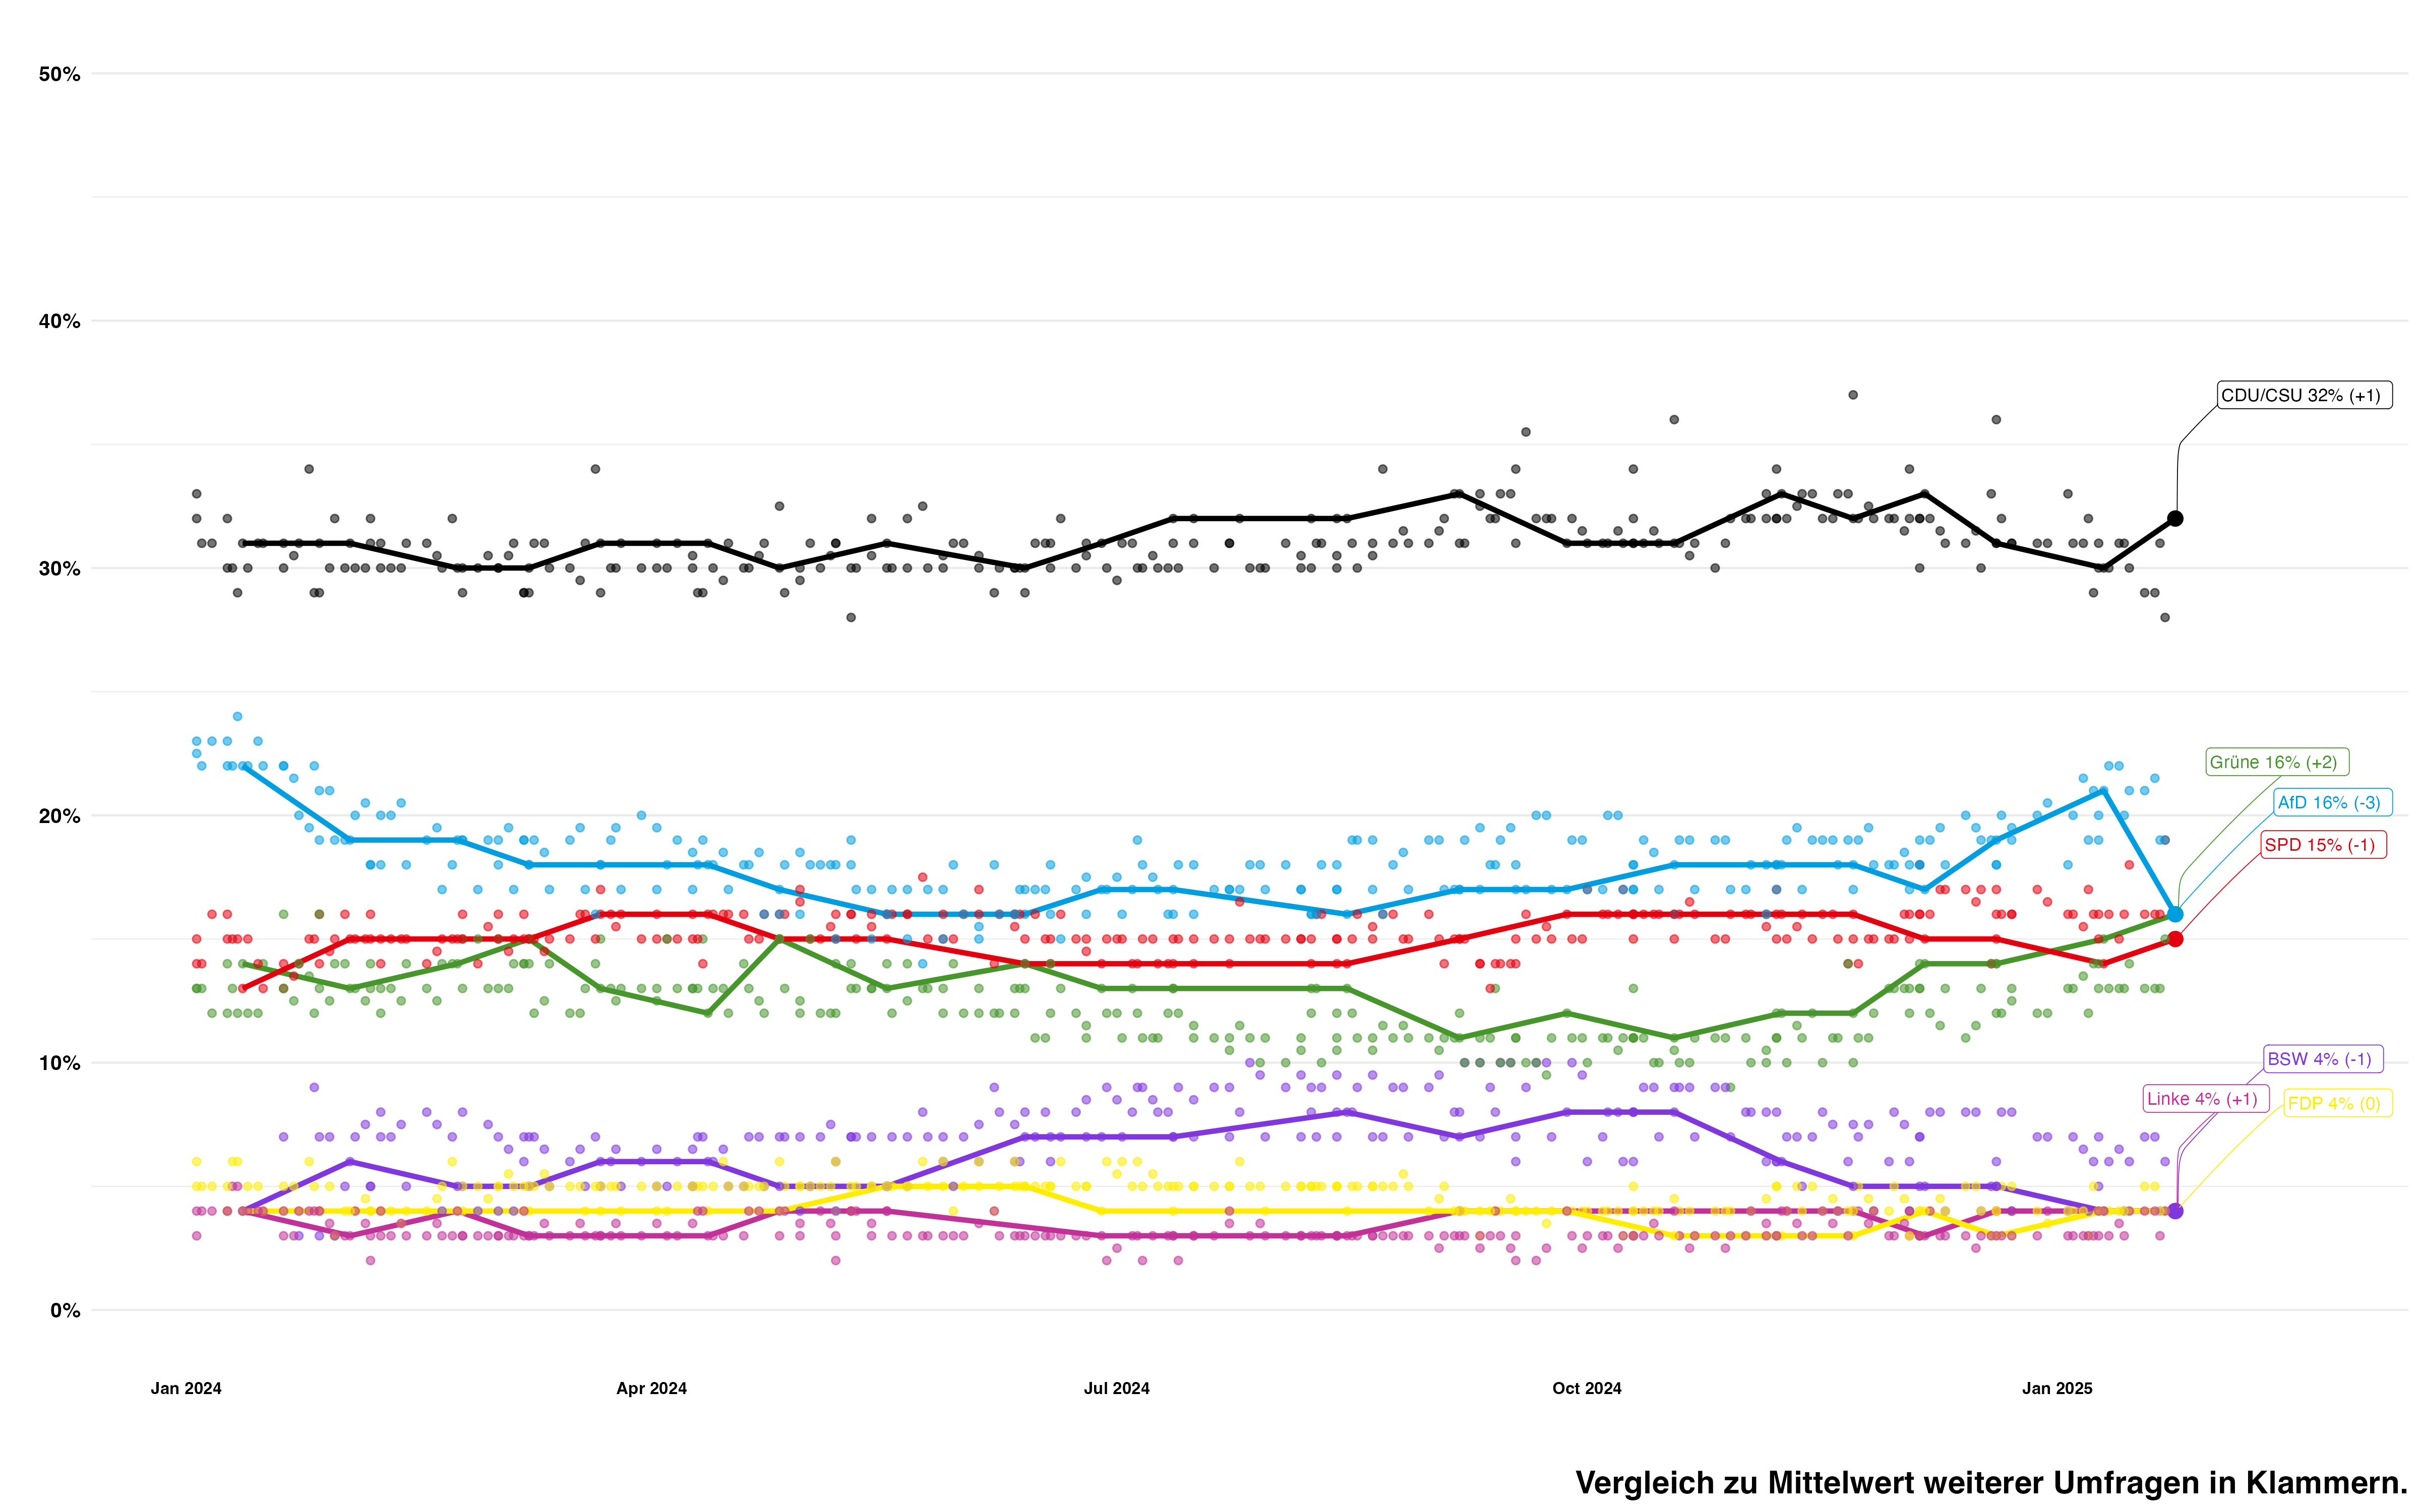 50%
40%
CDU/CSU 32% (+1)
30%
Grüne 16% (+2)
AfD 16% (-3)
20%
SPD 15% (-1)
10%
BSW 4% (-1)
Linke 4% (+1)
FDP 4% (0)
0%
Jan 2024 Apr 2024 Jul 2024 Oct 2024 Jan 2025
Vergleich zu Mittelwert weiterer Umfragen in Klammern.